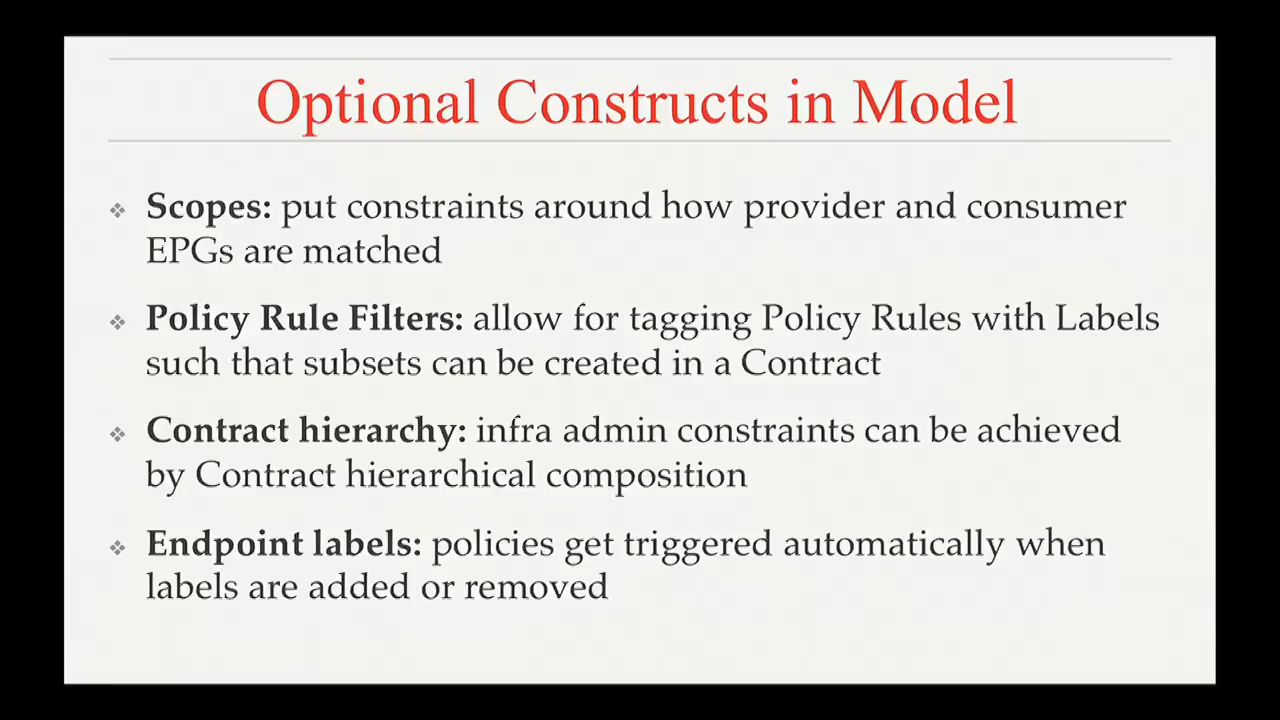 Optional Constructs in Model
❖ Scopes: put constraints around how provider and consumer
EPGs are matched
❖ Policy Rule Filters: allow for tagging Policy Rules with Labels
such that subsets can be created in a Contract
❖ Contract hierarchy: infra admin constraints can be achieved
by Contract hierarchical composition
❖ Endpoint labels: policies get triggered automatically when
labels are added or removed